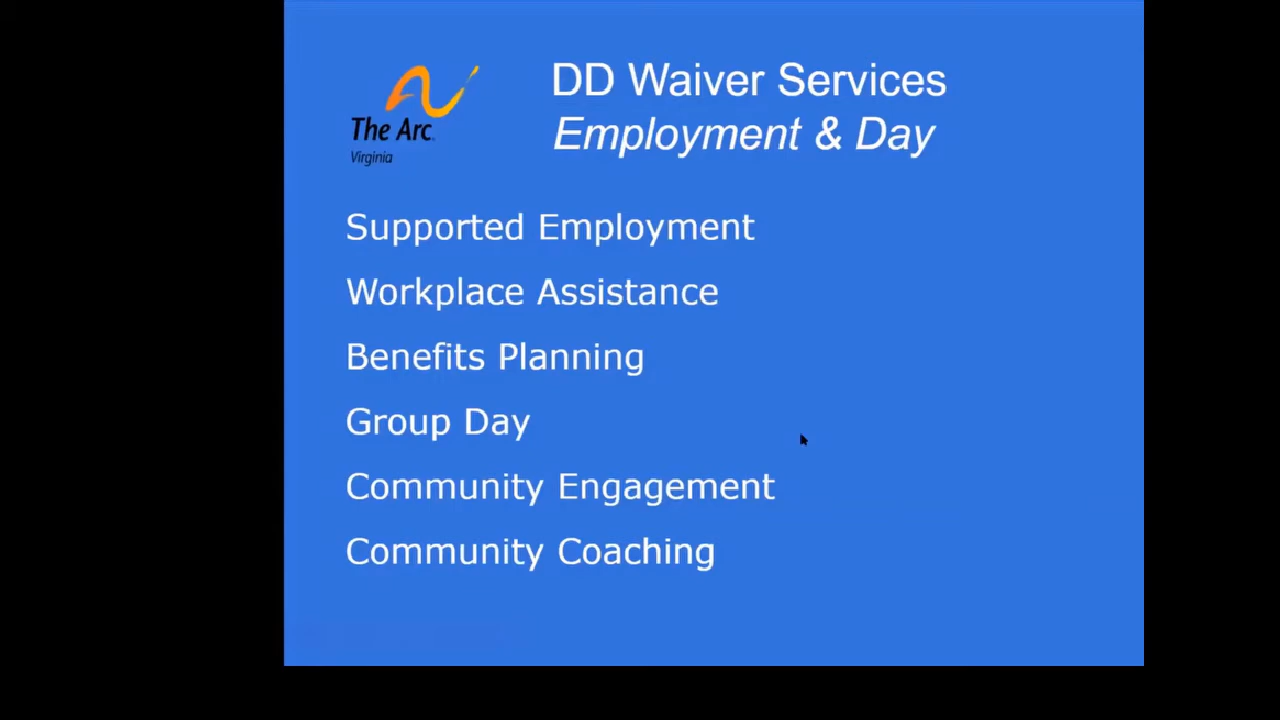 The Arc.
Virginia
DD Waiver Services
Employment & Day
Supported Employment
Workplace Assistance
Benefits Planning
Group Day
Community Engagement
Community Coaching